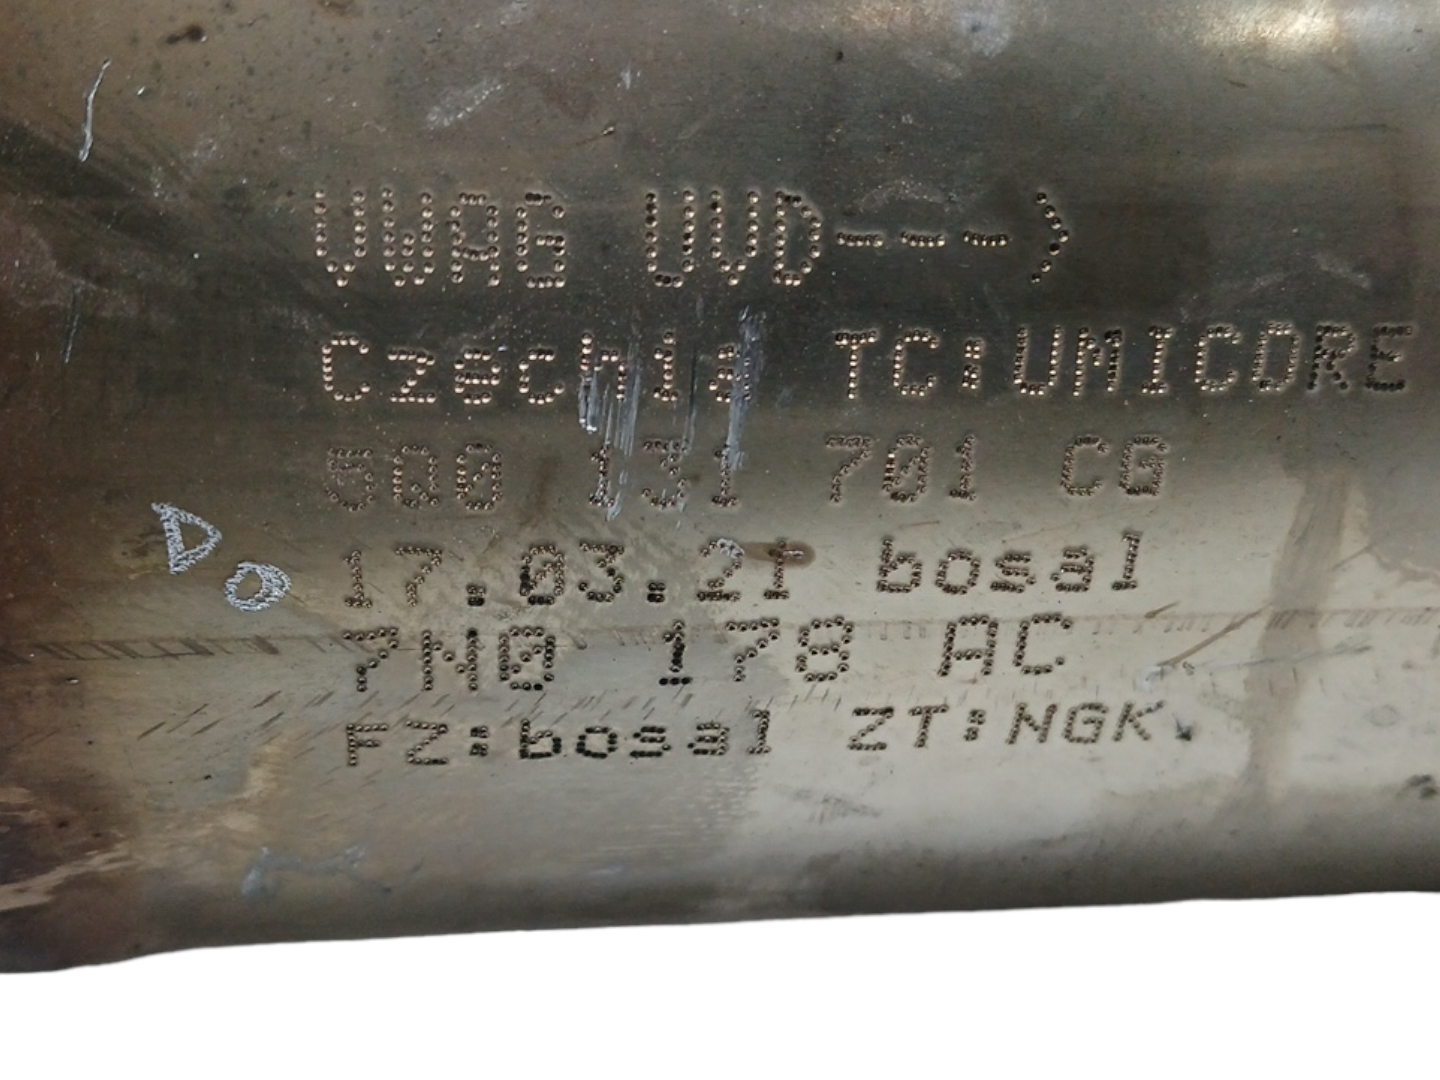 VWAG UVD--->
Czechia TC:UMICORE
5Q0 131 701 CG
17.03.21 bosal
7N0 178 AC
FZ:bosal ZT:NGK
Do